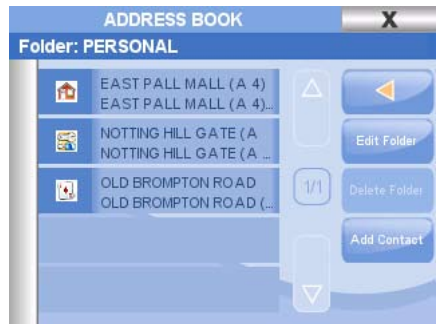 ADDRESS BOOK X
Folder: PERSONAL
EAST PALL MALL (A 4)
EAST PALL MALL (A 4)...
NOTTING HILL GATE (A
NOTTING HILL GATE (A ...
OLD BROMPTON ROAD
OLD BROMPTON ROAD (...
1/1
Edit Folder
Delete Folder
Add Contact